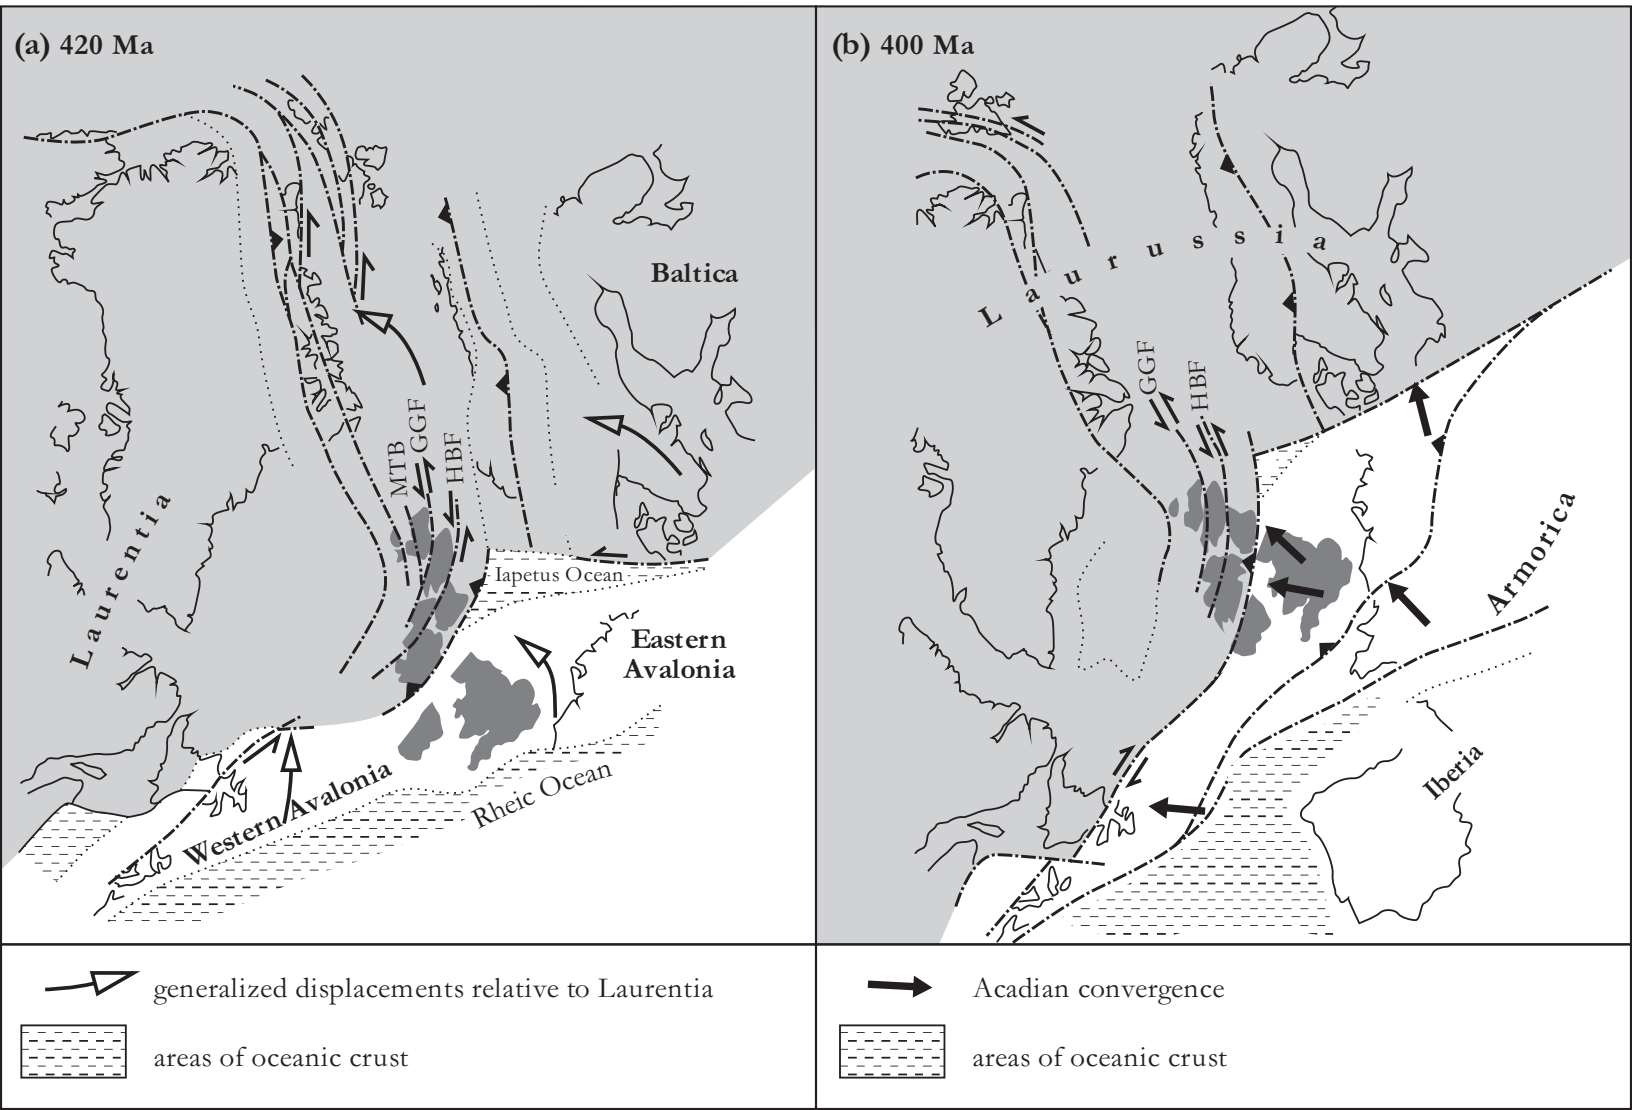 (a) 420 Ma
Baltica
MTB
GGF
HBF
Laurentia
Iapetus Ocean
Eastern
Avalonia
Western Avalonia
Rheic Ocean
generalized displacements relative to Laurentia
areas of oceanic crust
(b) 400 Ma
Laurussia
GGF
HBF
Armorica
Iberia
Acadian convergence
areas of oceanic crust